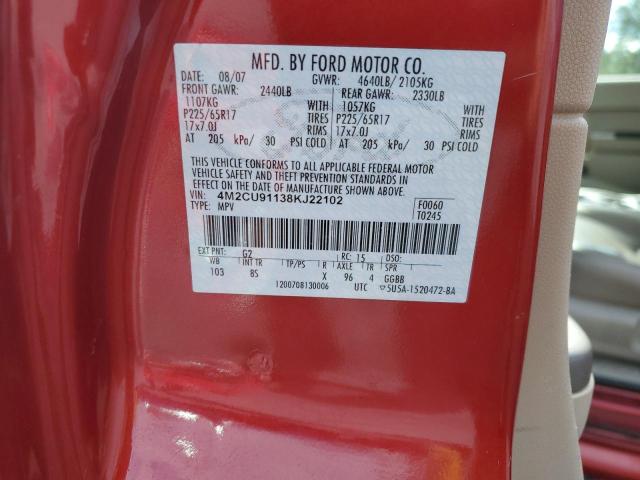 MFD. BY FORD MOTOR CO.
DATE: 08/07 GVWR: 4640LB/ 2105KG
FRONT GAWR: 2440LB REAR GAWR: 2330LB
1107KG WITH 1057KG WITH
P225/65R17 TIRES P225/65R17 TIRES
17x7.0J RIMS 17x7.0J RIMS
AT 205 kPa/ 30 PSI COLD AT 205 kPa/ 30 PSI COLD
THIS VEHICLE CONFORMS TO ALL APPLICABLE FEDERAL MOTOR
VEHICLE SAFETY AND THEFT PREVENTION STANDARDS IN
EFFECT ON THE DATE OF MANUFACTURE SHOWN ABOVE.
VIN: 4M2CU91138KJ22102 F0060
TYPE: MPV T0245
EXT PNT: G2 RC: 15 DSO:
WB INT TR TP/PS R AXLE TR SPR
103 8S X 96 4 GGBB
1200708130006 UTC ▽5U5A-1520472-BA